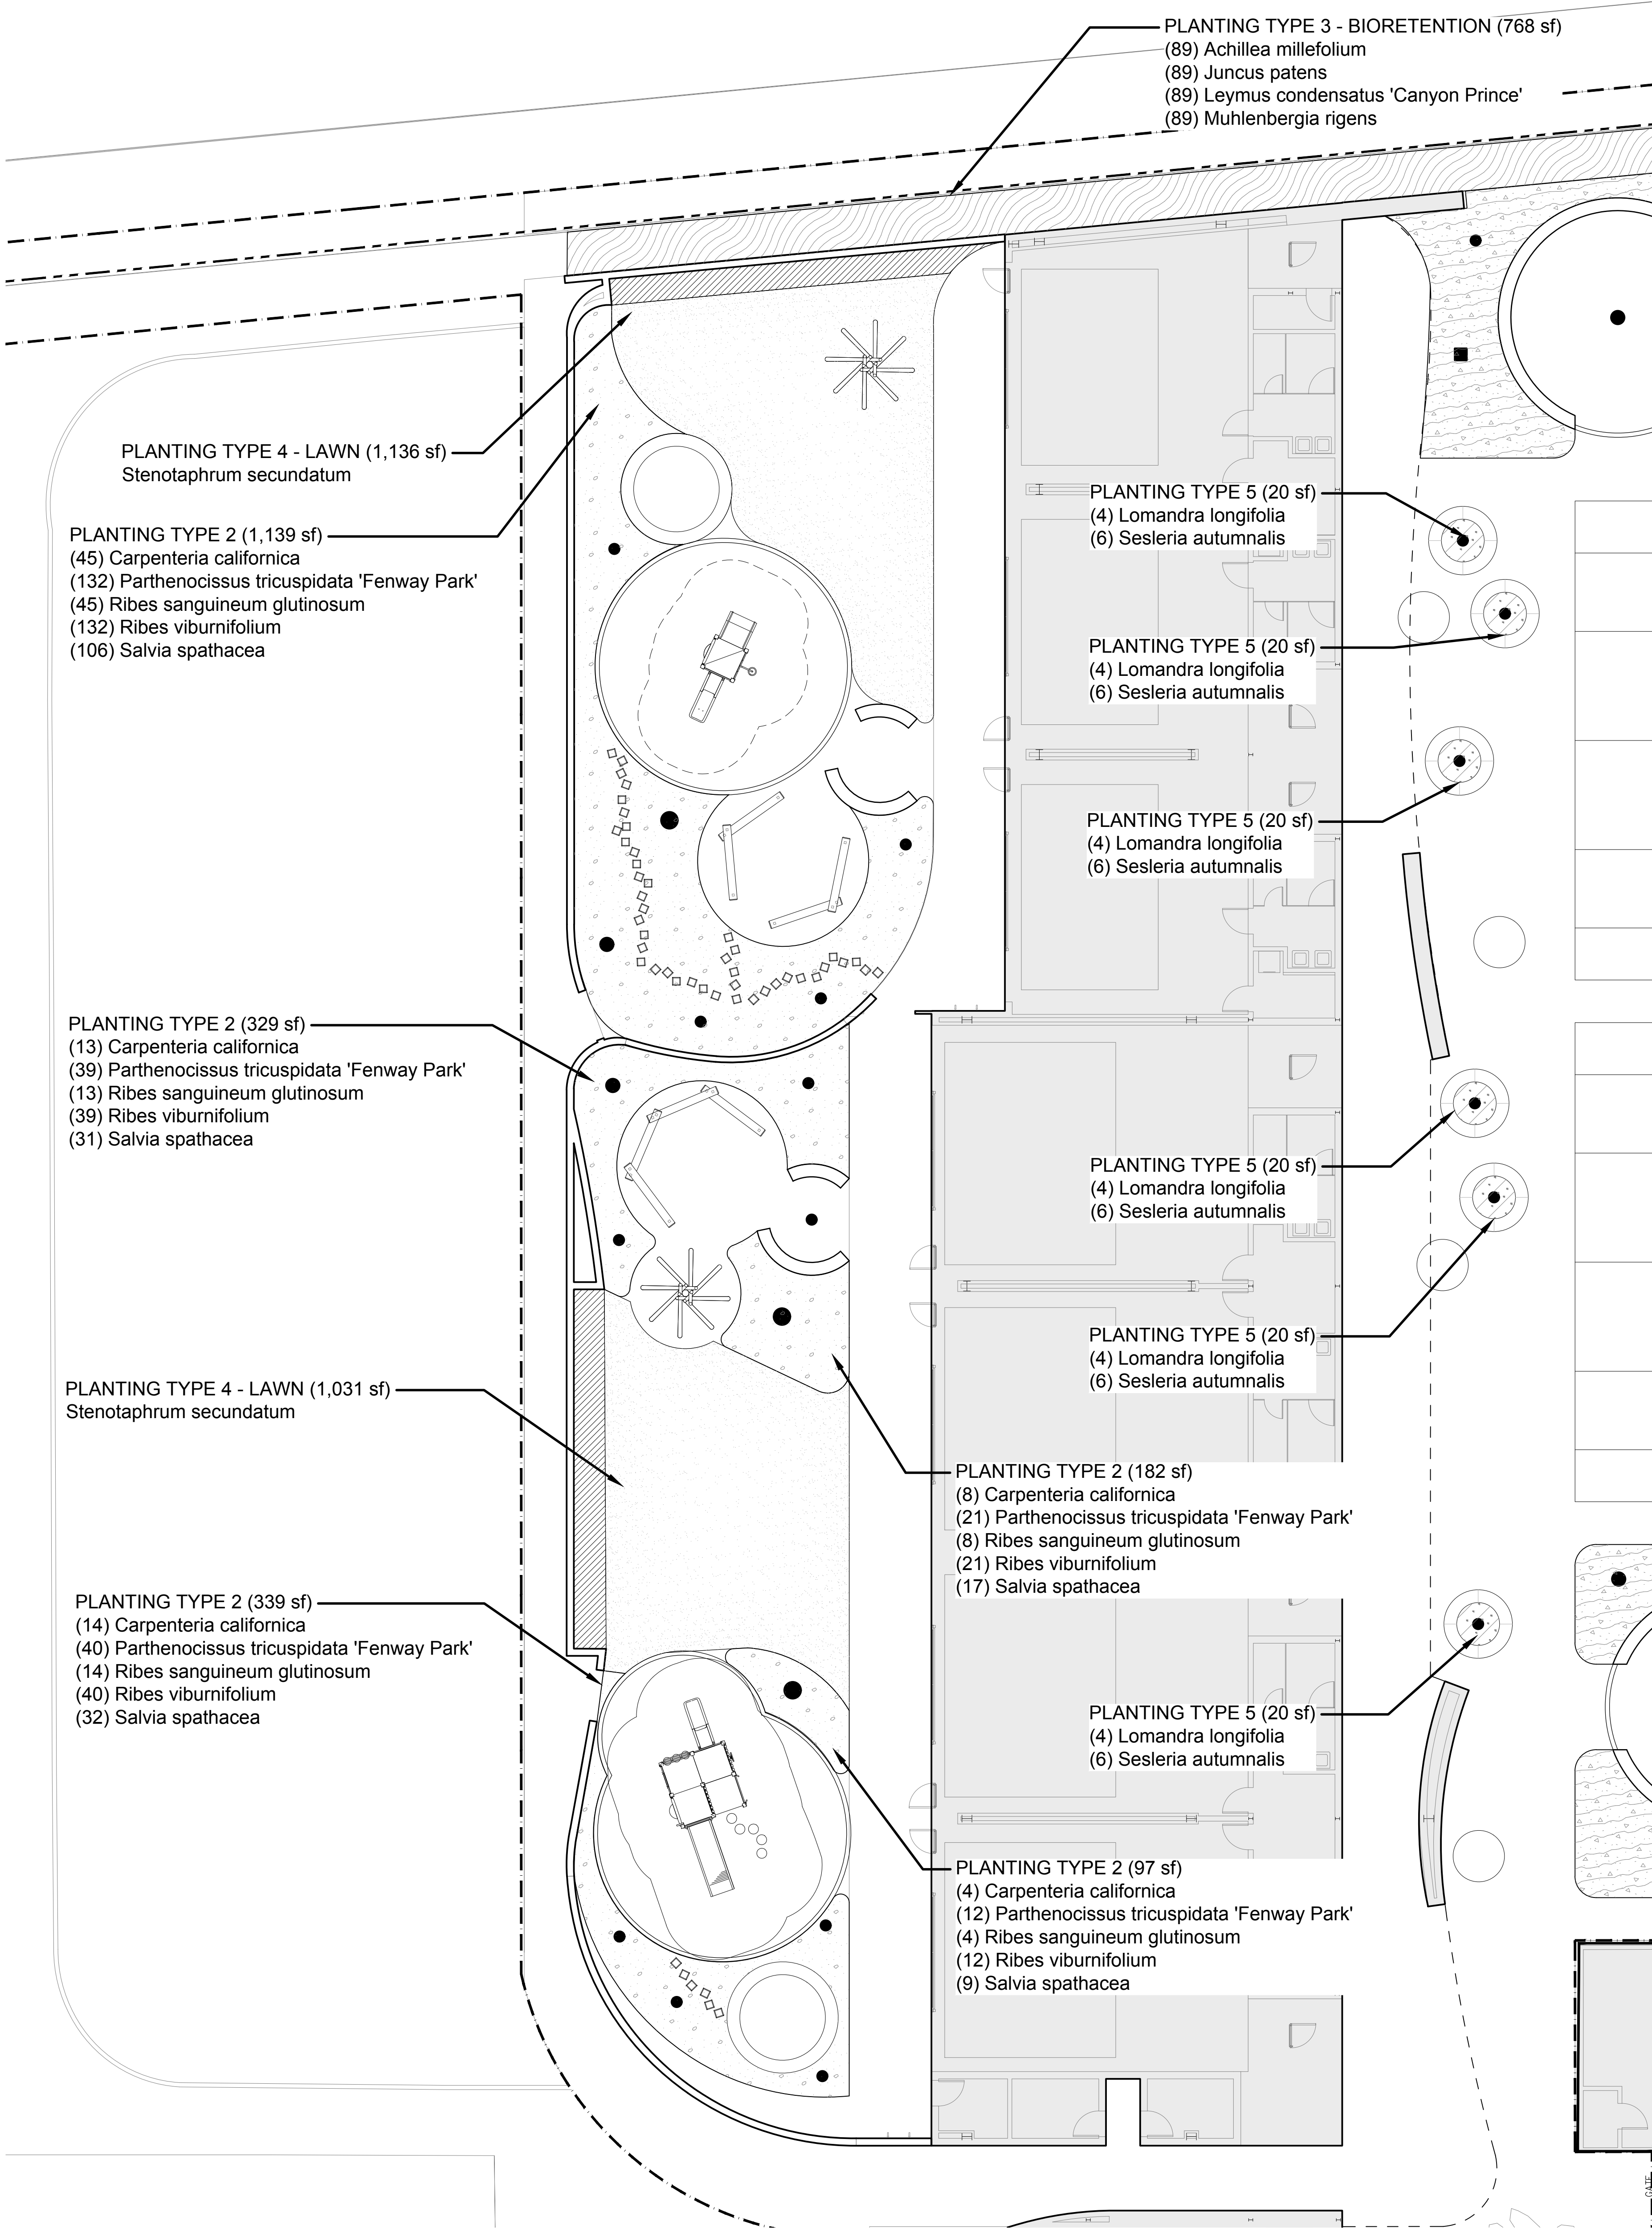 PLANTING TYPE 3 - BIORETENTION (768 sf)
(89) Achillea millefolium
(89) Juncus patens
(89) Leymus condensatus 'Canyon Prince'
(89) Muhlenbergia rigens
PLANTING TYPE 4 - LAWN (1,136 sf)
Stenotaphrum secundatum
PLANTING TYPE 2 (1,139 sf)
(45) Carpenteria californica
(132) Parthenocissus tricuspidata 'Fenway Park'
(45) Ribes sanguineum glutinosum
(132) Ribes viburnifolium
(106) Salvia spathacea
PLANTING TYPE 5 (20 sf)
(4) Lomandra longifolia
(6) Sesleria autumnalis
PLANTING TYPE 5 (20 sf)
(4) Lomandra longifolia
(6) Sesleria autumnalis
PLANTING TYPE 5 (20 sf)
(4) Lomandra longifolia
(6) Sesleria autumnalis
PLANTING TYPE 2 (329 sf)
(13) Carpenteria californica
(39) Parthenocissus tricuspidata 'Fenway Park'
(13) Ribes sanguineum glutinosum
(39) Ribes viburnifolium
(31) Salvia spathacea
PLANTING TYPE 5 (20 sf)
(4) Lomandra longifolia
(6) Sesleria autumnalis
PLANTING TYPE 5 (20 sf)
(4) Lomandra longifolia
(6) Sesleria autumnalis
PLANTING TYPE 4 - LAWN (1,031 sf)
Stenotaphrum secundatum
PLANTING TYPE 2 (182 sf)
(8) Carpenteria californica
(21) Parthenocissus tricuspidata 'Fenway Park'
(8) Ribes sanguineum glutinosum
(21) Ribes viburnifolium
(17) Salvia spathacea
PLANTING TYPE 2 (339 sf)
(14) Carpenteria californica
(40) Parthenocissus tricuspidata 'Fenway Park'
(14) Ribes sanguineum glutinosum
(40) Ribes viburnifolium
(32) Salvia spathacea
PLANTING TYPE 5 (20 sf)
(4) Lomandra longifolia
(6) Sesleria autumnalis
PLANTING TYPE 2 (97 sf)
(4) Carpenteria californica
(12) Parthenocissus tricuspidata 'Fenway Park'
(4) Ribes sanguineum glutinosum
(12) Ribes viburnifolium
(9) Salvia spathacea
GATE